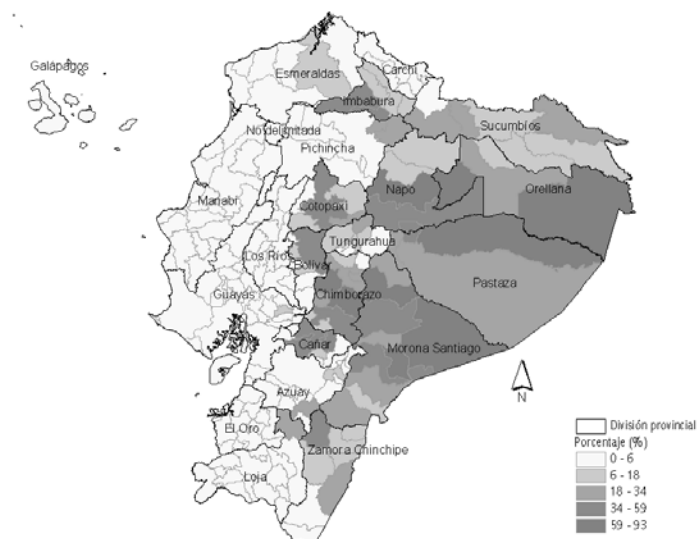 Galápagos
Esmeraldas
Carchi
Imbabura
No delimitada
Sucumbíos
Pichincha
Napo
Orellana
Manabí
Cotopaxi
Tungurahua
Los Ríos
Bolívar
Pastaza
Guayas
Chimborazo
Cañar
Morona Santiago
Azuay
N
El Oro
Zamora Chinchipe
Loja
División provincial
Porcentaje (%)
0 - 6
6 - 18
18 - 34
34 - 59
59 - 93